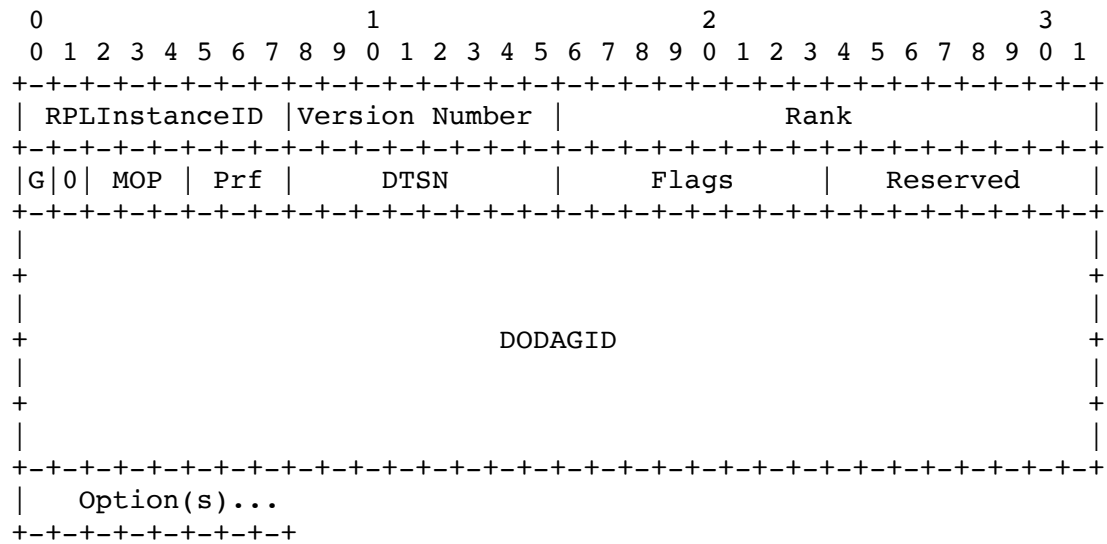 0                   1                   2                   3
 0 1 2 3 4 5 6 7 8 9 0 1 2 3 4 5 6 7 8 9 0 1 2 3 4 5 6 7 8 9 0 1
+-+-+-+-+-+-+-+-+-+-+-+-+-+-+-+-+-+-+-+-+-+-+-+-+-+-+-+-+-+-+-+-+
| RPLInstanceID |Version Number |             Rank              |
+-+-+-+-+-+-+-+-+-+-+-+-+-+-+-+-+-+-+-+-+-+-+-+-+-+-+-+-+-+-+-+-+
|G|0| MOP | Prf |     DTSN      |     Flags     |   Reserved    |
+-+-+-+-+-+-+-+-+-+-+-+-+-+-+-+-+-+-+-+-+-+-+-+-+-+-+-+-+-+-+-+-+
|                                                               |
+                                                               +
|                                                               |
+                            DODAGID                            +
|                                                               |
+                                                               +
|                                                               |
+-+-+-+-+-+-+-+-+-+-+-+-+-+-+-+-+-+-+-+-+-+-+-+-+-+-+-+-+-+-+-+-+
|   Option(s)...
+-+-+-+-+-+-+-+-+